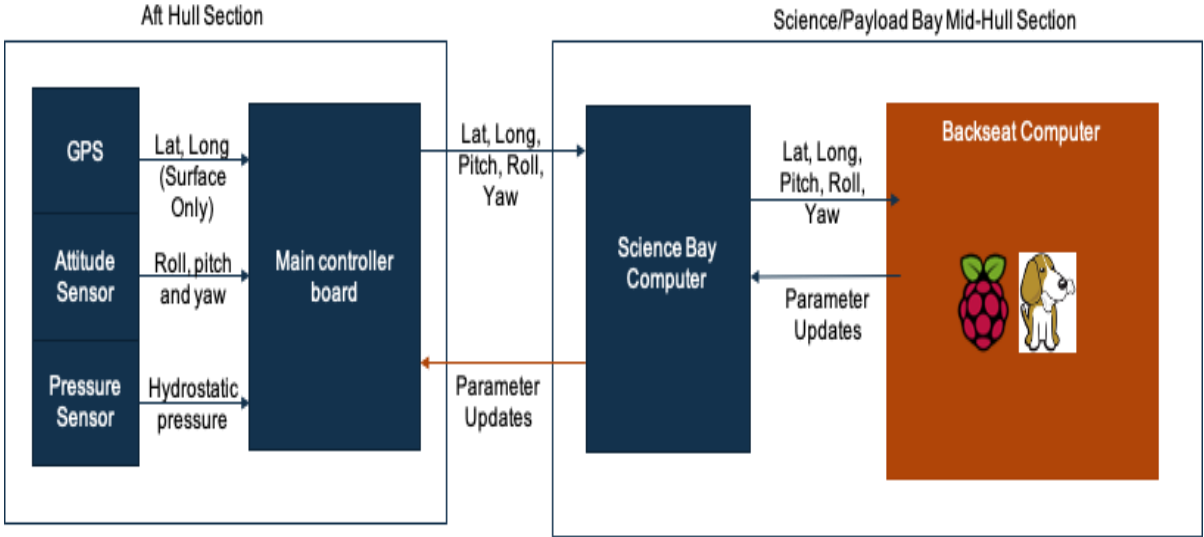 Aft Hull Section
Science/Payload Bay Mid-Hull Section
GPS
Lat, Long
(Surface
Only)
Attitude
Sensor
Roll, pitch
and yaw
Pressure
Sensor
Hydrostatic
pressure
Main controller
board
Lat, Long,
Pitch, Roll,
Yaw
Parameter
Updates
Science Bay
Computer
Lat, Long,
Pitch, Roll,
Yaw
Parameter
Updates
Backseat Computer